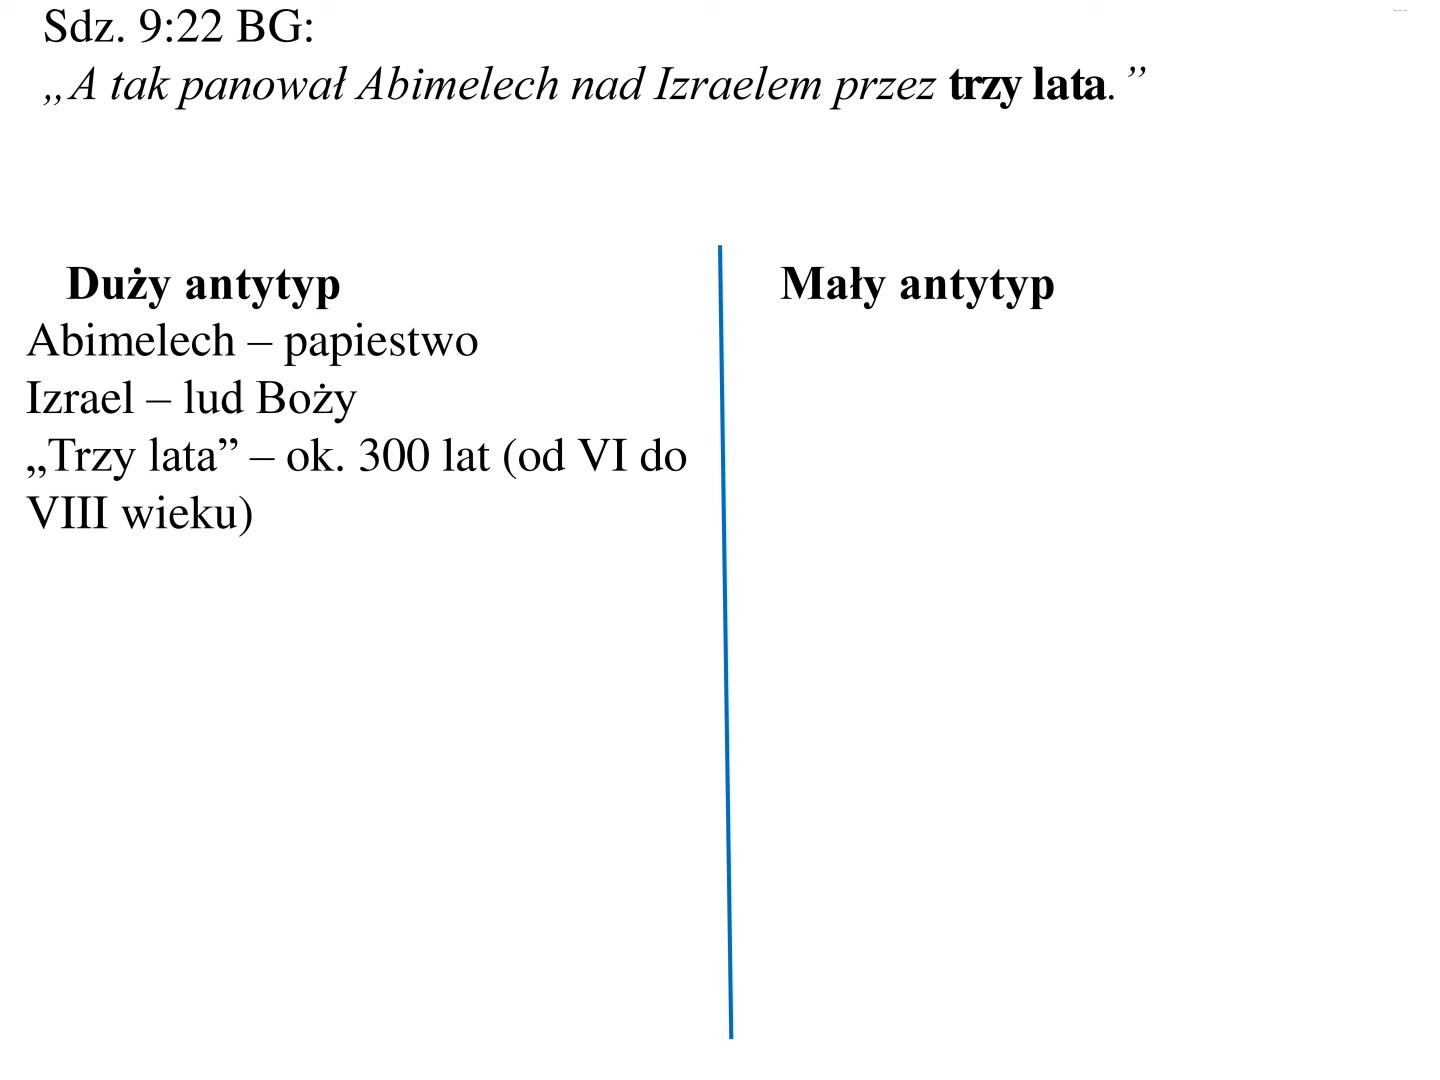 Sdz. 9:22 BG:
„A tak panował Abimelech nad Izraelem przez trzy lata.”
Duży antytyp
Abimelech – papiestwo
Izrael – lud Boży
„Trzy lata” – ok. 300 lat (od VI do
VIII wieku)
Mały antytyp